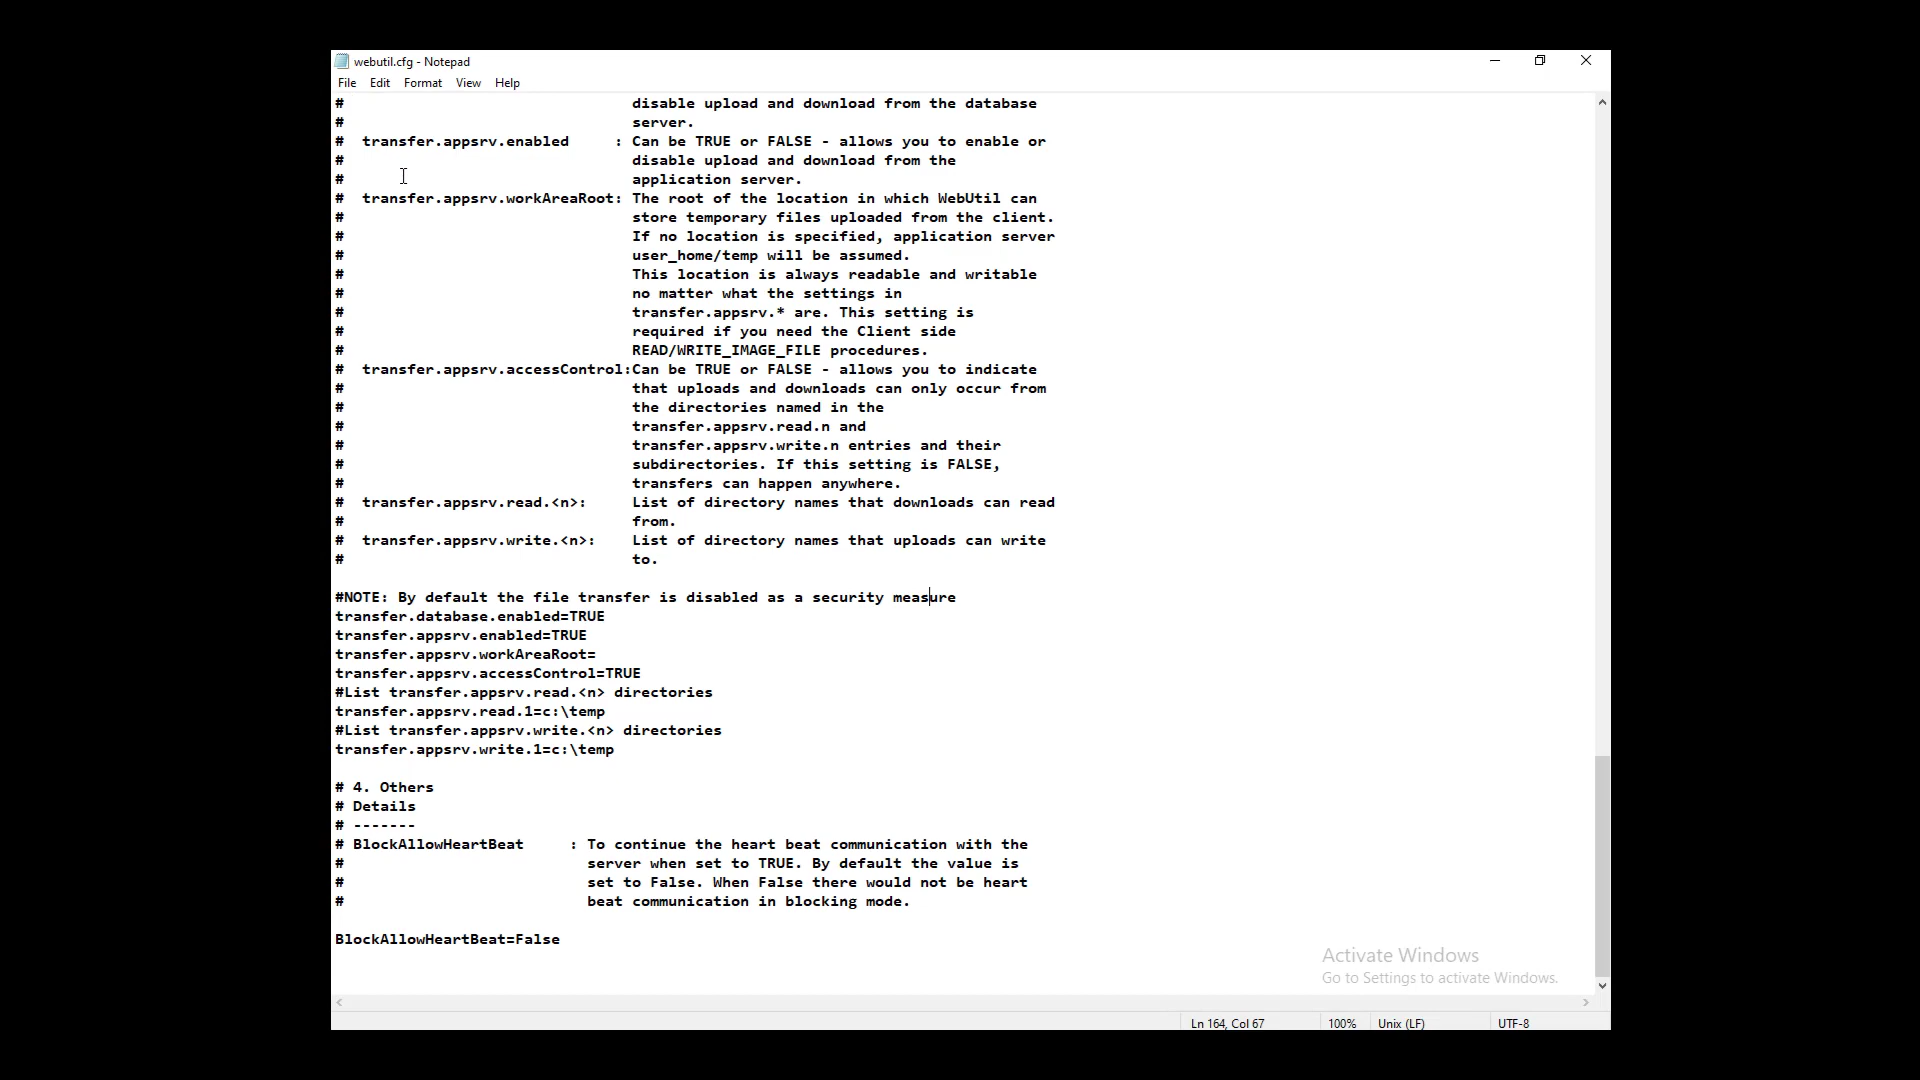 webutil.cfg - Notepad
File Edit Format View Help
# disable upload and download from the database
# server.
# transfer.appsrv.enabled : Can be TRUE or FALSE - allows you to enable or
# disable upload and download from the
# application server.
# transfer.appsrv.workAreaRoot: The root of the location in which WebUtil can
# store temporary files uploaded from the client.
# If no location is specified, application server
# user_home/temp will be assumed.
# This location is always readable and writable
# no matter what the settings in
# transfer.appsrv.* are. This setting is
# required if you need the Client side
# READ/WRITE_IMAGE_FILE procedures.
# transfer.appsrv.accessControl:Can be TRUE or FALSE - allows you to indicate
# that uploads and downloads can only occur from
# the directories named in the
# transfer.appsrv.read.n and
# transfer.appsrv.write.n entries and their
# subdirectories. If this setting is FALSE,
# transfers can happen anywhere.
# transfer.appsrv.read.<n>: List of directory names that downloads can read
# from.
# transfer.appsrv.write.<n>: List of directory names that uploads can write
# to.
#NOTE: By default the file transfer is disabled as a security measure
transfer.database.enabled=TRUE
transfer.appsrv.enabled=TRUE
transfer.appsrv.workAreaRoot=
transfer.appsrv.accessControl=TRUE
#List transfer.appsrv.read.<n> directories
transfer.appsrv.read.1=c:\temp
#List transfer.appsrv.write.<n> directories
transfer.appsrv.write.1=c:\temp
# 4. Others
# Details
# -------
# BlockAllowHeartBeat : To continue the heart beat communication with the
# server when set to TRUE. By default the value is
# set to False. When False there would not be heart
# beat communication in blocking mode.
BlockAllowHeartBeat=False
Activate Windows
Go to Settings to activate Windows.
Ln 164, Col 67 100% Unix (LF) UTF-8